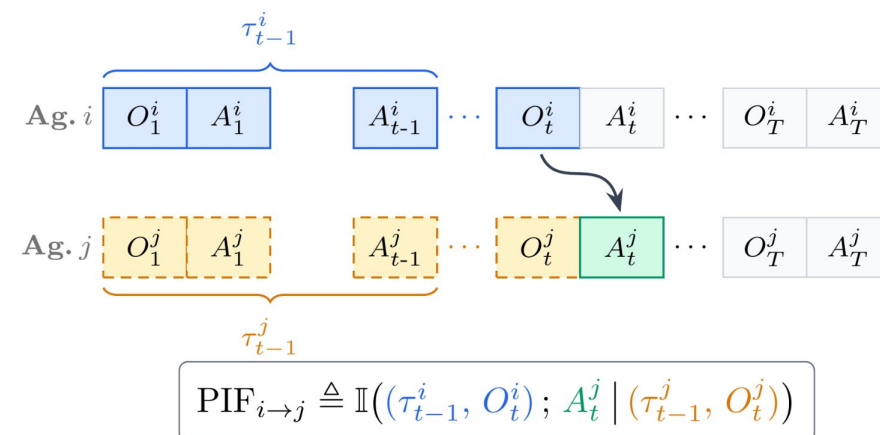 τ^i_{t−1}
Ag. i O^i_1 A^i_1 A^i_{t-1} ··· O^i_t A^i_t ··· O^i_T A^i_T
Ag. j O^j_1 A^j_1 A^j_{t-1} ··· O^j_t A^j_t ··· O^j_T A^j_T
τ^j_{t−1}
PIF_{i→j} ≜ 𝕀((τ^i_{t−1}, O^i_t) ; A^j_t | (τ^j_{t−1}, O^j_t))